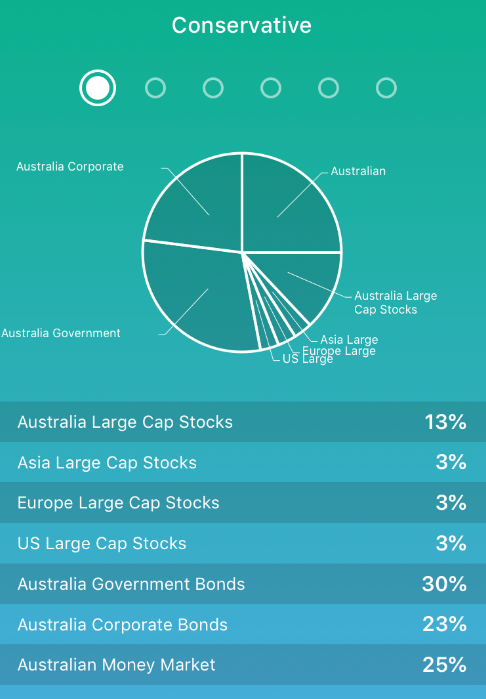 Conservative
Australia Corporate
Australian
Australia Large
Cap Stocks
Asia Large
Europe Large
US Large
Australia Government
Australia Large Cap Stocks 13%
Asia Large Cap Stocks 3%
Europe Large Cap Stocks 3%
US Large Cap Stocks 3%
Australia Government Bonds 30%
Australia Corporate Bonds 23%
Australian Money Market 25%